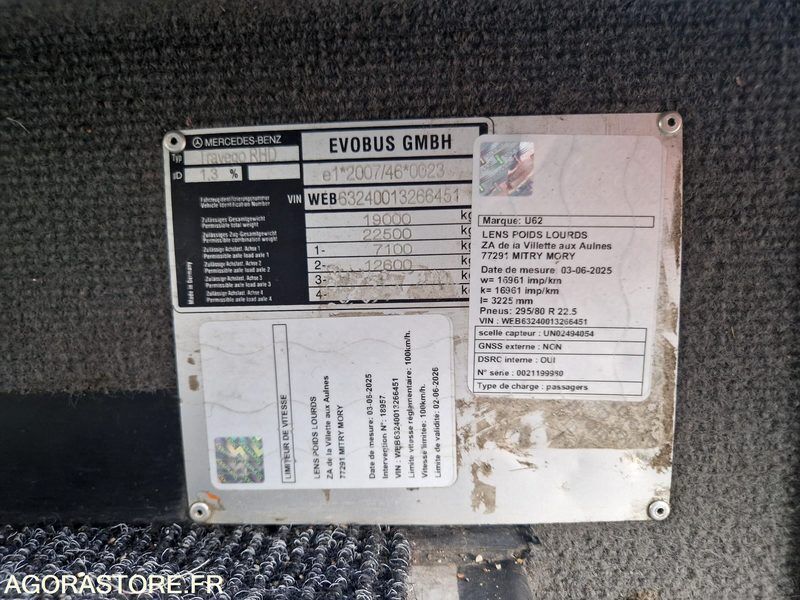 MERCEDES-BENZ
EVOBUS GMBH
Typ Travego RHD
ID 1,3 %
e1*2007/46*0623
Fahrzeugidentifizierungsnummer
Vehicle Identification Number
VIN WEB63240013266451
Zulässiges Gesamtgewicht
Permissible total weight
19000 kg
Zulässiges Zug-Gesamtgewicht
Permissible combination weight
22500 kg
Zulässige Achslast, Achse 1
Permissible axle load axle 1
1- 7100 kg
Zulässige Achslast, Achse 2
Permissible axle load axle 2
2- 12600 kg
Zulässige Achslast, Achse 3
Permissible axle load axle 3
3-
Zulässige Achslast, Achse 4
Permissible axle load axle 4
4-
Made in Germany
Marque: U62
LENS POIDS LOURDS
ZA de la Villette aux Aulnes
77291 MITRY MORY
Date de mesure: 03-06-2025
w= 16961 imp/km
k= 16961 imp/km
l= 3225 mm
Pneus: 295/80 R 22.5
VIN : WEB63240013266451
scelle capteur : UN02494054
GNSS externe : NON
DSRC interne : OUI
N° série : 0021199990
Type de charge : passagers
LIMITEUR DE VITESSE
LENS POIDS LOURDS
ZA de la Villette aux Aulnes
77291 MITRY MORY
Date de mesure: 03-06-2025
Intervention N°: 18957
VIN : WEB63240013266451
Limite vitesse réglementaire: 100km/h.
Vitesse limitée: 100km/h.
Limite de validité: 02-06-2026
AGORASTORE.FR